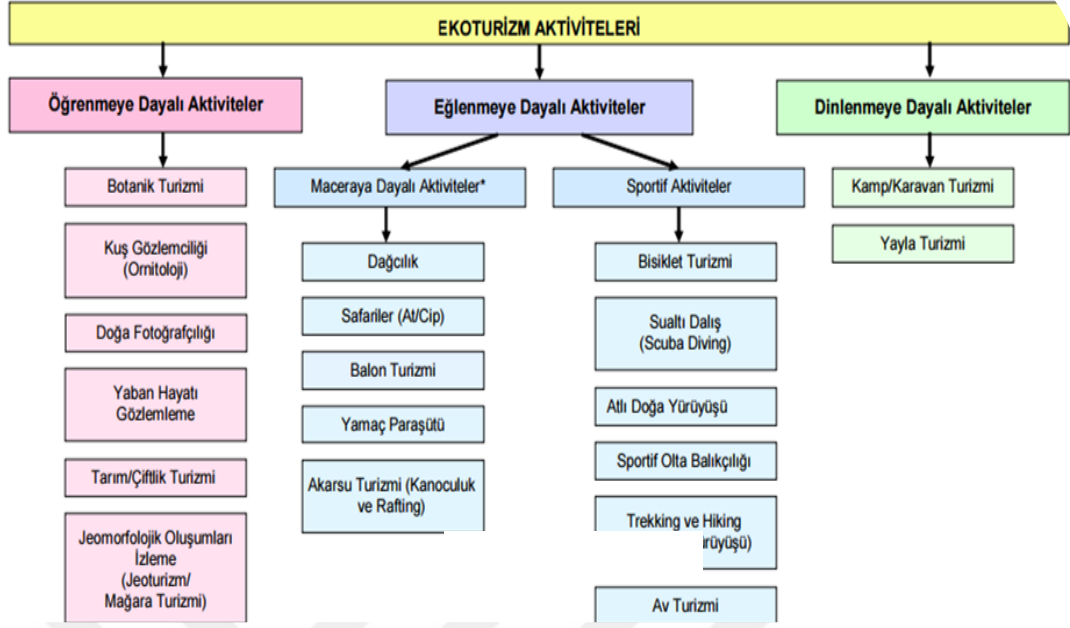 EKOTURİZM AKTİVİTELERİ
Öğrenmeye Dayalı Aktiviteler
Botanik Turizmi
Kuş Gözlemciliği
(Ornitoloji)
Doğa Fotoğrafçılığı
Yaban Hayatı
Gözlemleme
Tarım/Çiftlik Turizmi
Jeomorfolojik Oluşumları
İzleme
(Jeoturizm/
Mağara Turizmi)
Eğlenmeye Dayalı Aktiviteler
Maceraya Dayalı Aktiviteler*
Dağcılık
Safariler (At/Cip)
Balon Turizmi
Yamaç Paraşütü
Akarsu Turizmi (Kanoculuk
ve Rafting)
Sportif Aktiviteler
Bisiklet Turizmi
Sualtı Dalış
(Scuba Diving)
Atlı Doğa Yürüyüşü
Sportif Olta Balıkçılığı
Trekking ve Hiking
Av Turizmi
Dinlenmeye Dayalı Aktiviteler
Kamp/Karavan Turizmi
Yayla Turizmi